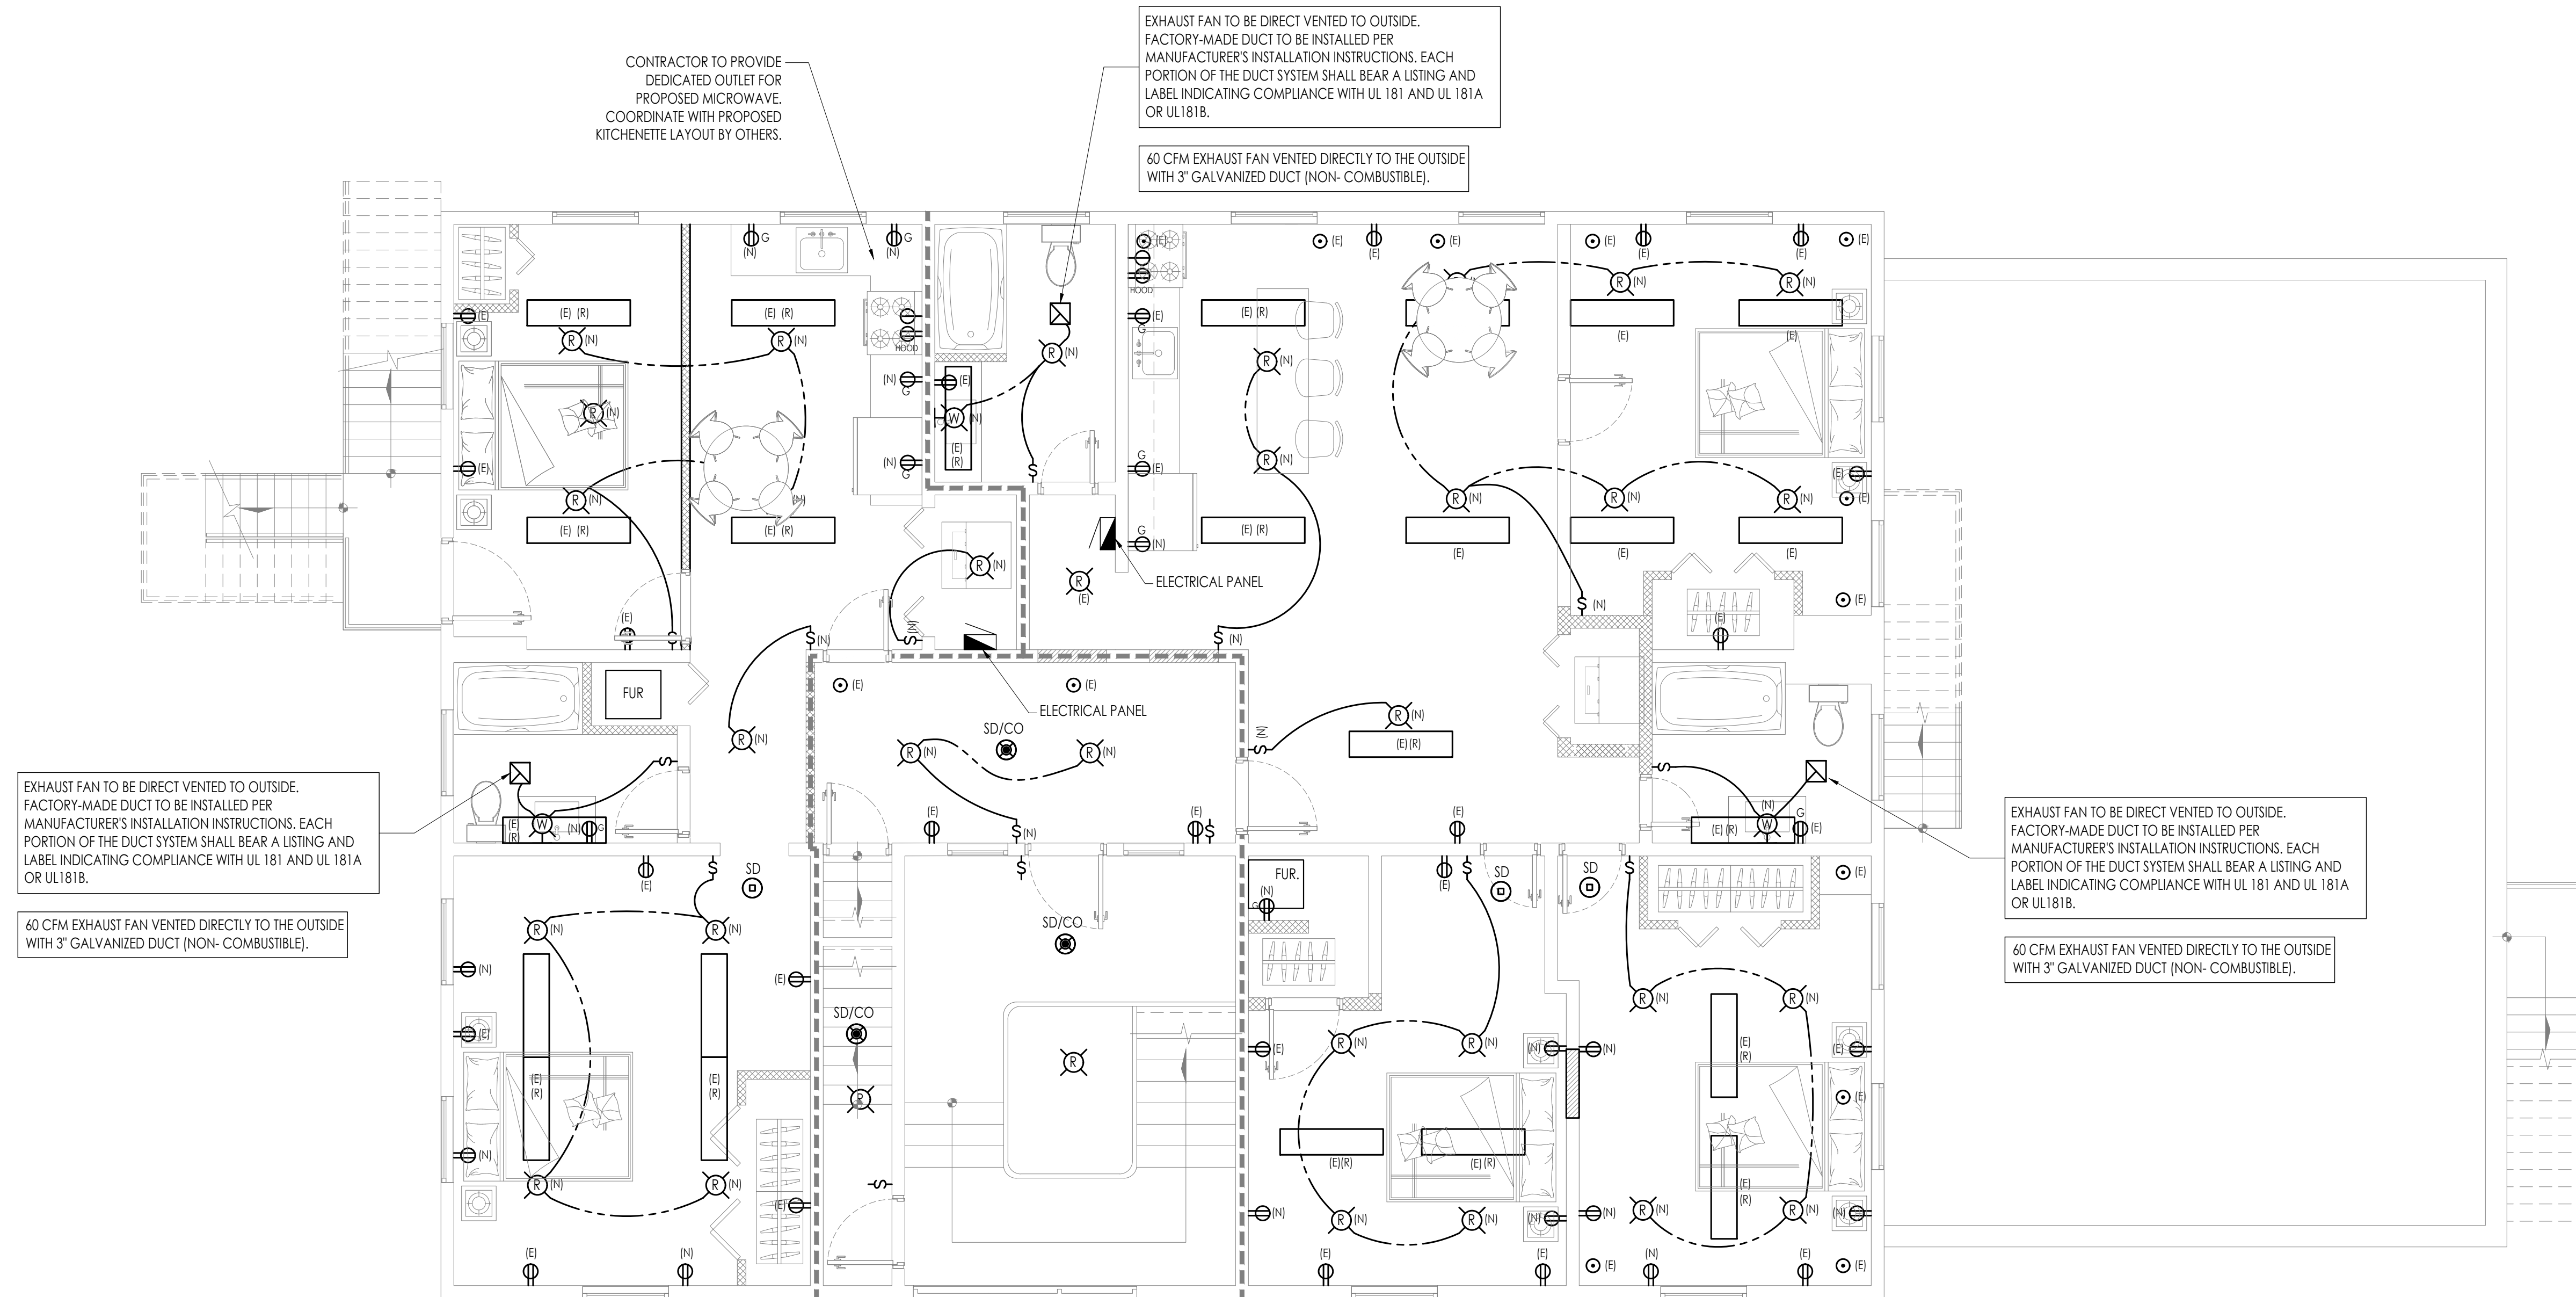 EXHAUST FAN TO BE DIRECT VENTED TO OUTSIDE.
FACTORY-MADE DUCT TO BE INSTALLED PER
MANUFACTURER'S INSTALLATION INSTRUCTIONS. EACH
PORTION OF THE DUCT SYSTEM SHALL BEAR A LISTING AND
LABEL INDICATING COMPLIANCE WITH UL 181 AND UL 181A
OR UL181B.
60 CFM EXHAUST FAN VENTED DIRECTLY TO THE OUTSIDE
WITH 3" GALVANIZED DUCT (NON- COMBUSTIBLE).
CONTRACTOR TO PROVIDE
DEDICATED OUTLET FOR
PROPOSED MICROWAVE.
COORDINATE WITH PROPOSED
KITCHENETTE LAYOUT BY OTHERS.
G
(N)
G
(N)
(E)
(E)
(E)
(E)
(E)
(E)
(E)
(E)
R (N)
R (N)
HOOD
(E) (R)
(E) (R)
(E) (R)
(E)
(E)
G
(E)
(E)
R (N)
R (N)
HOOD
R (N)
R (N)
(N)
G
(E)
R (N)
W (N)
(E)
(R)
(E)
(N)
G
G
(E)
R (N)
(E)
(E)
R (N)
(N)
R (N)
R (N)
R (N)
(E) (R)
(E) (R)
(E) (R)
(E)
(E)
(E)
G
(N)
R (N)
R
(E)
ELECTRICAL PANEL
(E)
(N)
(N)
(N)
(N)
(E)
(E)
FUR
(E)
(E)
ELECTRICAL PANEL
SD/CO
R (N)
R (N)
R (N)
R (N)
(N)
(E) (R)
EXHAUST FAN TO BE DIRECT VENTED TO OUTSIDE.
FACTORY-MADE DUCT TO BE INSTALLED PER
MANUFACTURER'S INSTALLATION INSTRUCTIONS. EACH
PORTION OF THE DUCT SYSTEM SHALL BEAR A LISTING AND
LABEL INDICATING COMPLIANCE WITH UL 181 AND UL 181A
OR UL181B.
60 CFM EXHAUST FAN VENTED DIRECTLY TO THE OUTSIDE
WITH 3" GALVANIZED DUCT (NON- COMBUSTIBLE).
(E)
(R)
W
(N)
G
(E)
(N)
(E)
(E)
(E) (R)
(N)
W
G
(E)
EXHAUST FAN TO BE DIRECT VENTED TO OUTSIDE.
FACTORY-MADE DUCT TO BE INSTALLED PER
MANUFACTURER'S INSTALLATION INSTRUCTIONS. EACH
PORTION OF THE DUCT SYSTEM SHALL BEAR A LISTING AND
LABEL INDICATING COMPLIANCE WITH UL 181 AND UL 181A
OR UL181B.
60 CFM EXHAUST FAN VENTED DIRECTLY TO THE OUTSIDE
WITH 3" GALVANIZED DUCT (NON- COMBUSTIBLE).
(E)
SD
FUR.
(N)
G
(E)
SD
SD
(E)
R (N)
R (N)
SD/CO
(N)
(E)
(E)
SD/CO
R (N)
R (N)
R (N)
R (N)
(E)
(N)
(N)
(E)
(R)
(E)
(E)
(R)
(E)
(R)
R
R
(E)
(N)
(E)(R)
(E)(R)
R (N)
R (N)
(E)
(R)
(E)
(N)
R (N)
R (N)
(N)
(N)
R (N)
R (N)
(N)
(E)
(N)
(E)
(E)
(E)
(N)
(E)
(E)